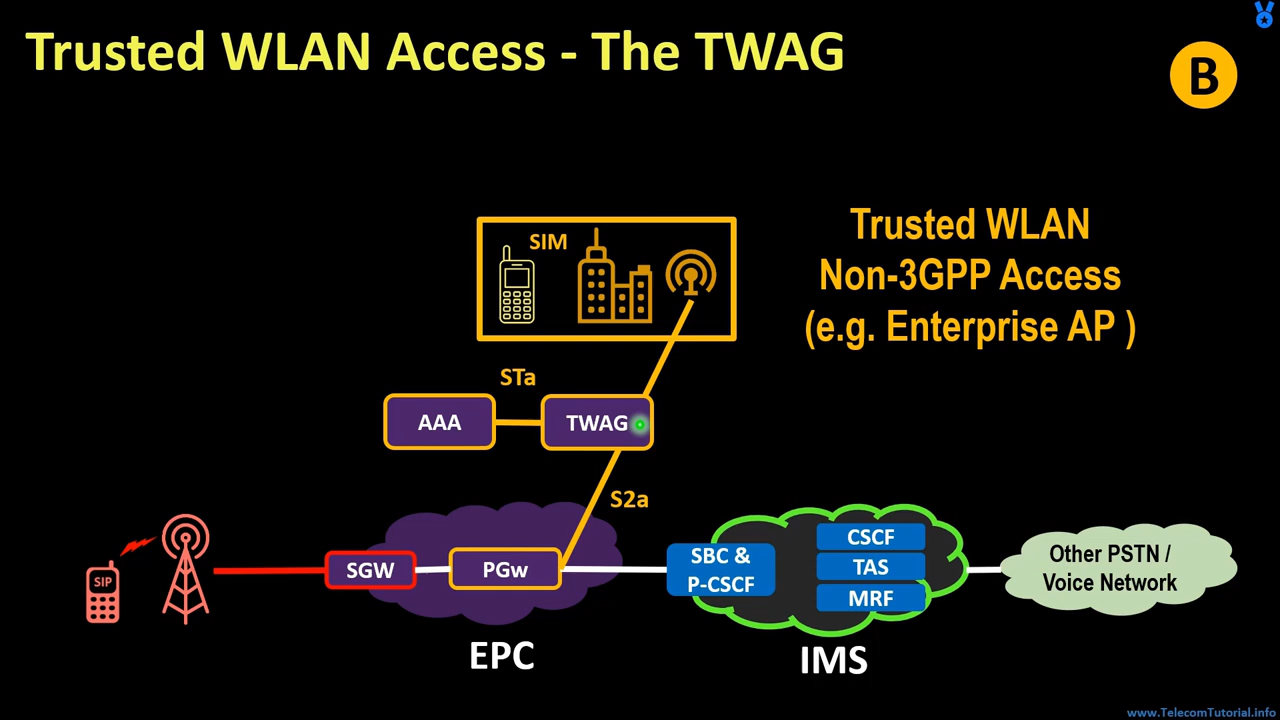 Trusted WLAN Access - The TWAG
B
SIM
Trusted WLAN
Non-3GPP Access
(e.g. Enterprise AP )
STa
AAA
TWAG
S2a
SIP
SGW
PGw
SBC &
P-CSCF
CSCF
TAS
MRF
Other PSTN /
Voice Network
EPC
IMS
www.TelecomTutorial.info